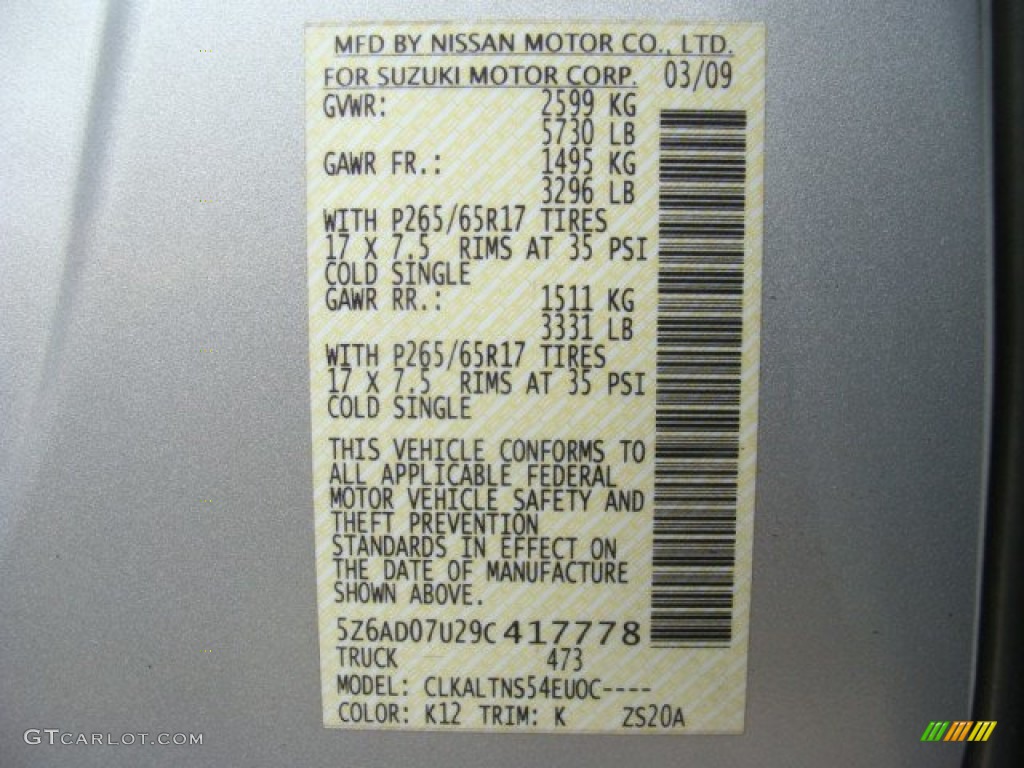 MFD BY NISSAN MOTOR CO., LTD.
FOR SUZUKI MOTOR CORP. 03/09
GVWR: 2599 KG
5730 LB
GAWR FR.: 1495 KG
3296 LB
WITH P265/65R17 TIRES
17 X 7.5 RIMS AT 35 PSI
COLD SINGLE
GAWR RR.: 1511 KG
3331 LB
WITH P265/65R17 TIRES
17 X 7.5 RIMS AT 35 PSI
COLD SINGLE
THIS VEHICLE CONFORMS TO
ALL APPLICABLE FEDERAL
MOTOR VEHICLE SAFETY AND
THEFT PREVENTION
STANDARDS IN EFFECT ON
THE DATE OF MANUFACTURE
SHOWN ABOVE.
5Z6AD07U29C417778
TRUCK 473
MODEL: CLKALTNS54EUOC----
COLOR: K12 TRIM: K ZS20A
GTCARLOT.COM